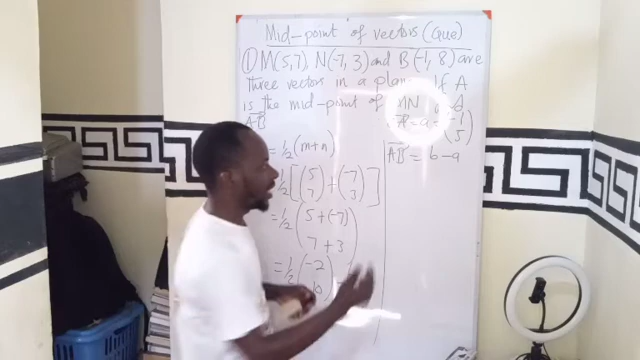 Mid-point of vectors (Que)
① M(5,7), N(-7, 3) and B(-1, 8) are
three vectors in a plane. If A
is the mid-point of MN
AB
= ½(m+n)
½[(5 7) + (-7 3)]
= ½(5+(-7) 7+3)
= ½(-2 10)
= a = (-1 5)
AB = b - a